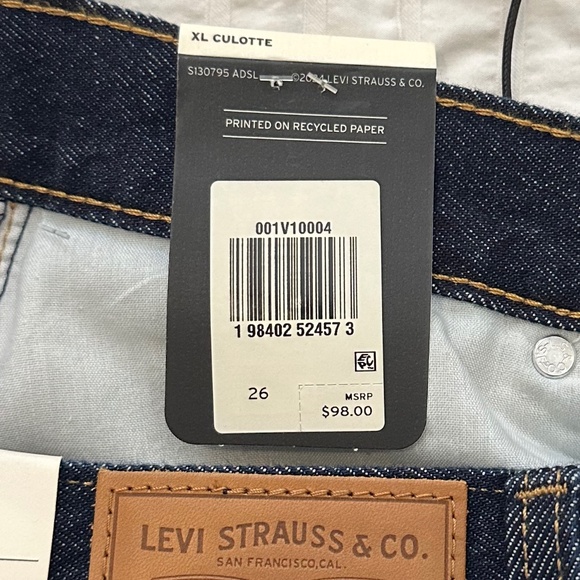 XL CULOTTE
S130795 ADSL ©2024 LEVI STRAUSS & CO.
PRINTED ON RECYCLED PAPER
001V10004
1 98402 52457 3
26
MSRP
$98.00
LEVI STRAUSS & CO.
SAN FRANCISCO, CAL.